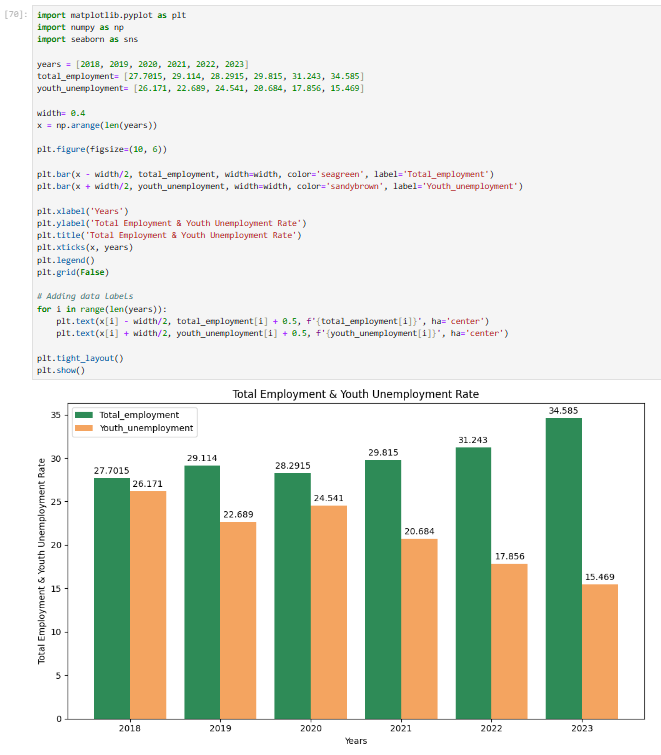 [70]:
import matplotlib.pyplot as plt
import numpy as np
import seaborn as sns

years = [2018, 2019, 2020, 2021, 2022, 2023]
total_employment= [27.7015, 29.114, 28.2915, 29.815, 31.243, 34.585]
youth_unemployment= [26.171, 22.689, 24.541, 20.684, 17.856, 15.469]

width= 0.4
x = np.arange(len(years))

plt.figure(figsize=(10, 6))

plt.bar(x - width/2, total_employment, width=width, color='seagreen', label='Total_employment')
plt.bar(x + width/2, youth_unemployment, width=width, color='sandybrown', label='Youth_unemployment')

plt.xlabel('Years')
plt.ylabel('Total Employment & Youth Unemployment Rate')
plt.title('Total Employment & Youth Unemployment Rate')
plt.xticks(x, years)
plt.legend()
plt.grid(False)

# Adding data Labels
for i in range(len(years)):
    plt.text(x[i] - width/2, total_employment[i] + 0.5, f'{total_employment[i]}', ha='center')
    plt.text(x[i] + width/2, youth_unemployment[i] + 0.5, f'{youth_unemployment[i]}', ha='center')

plt.tight_layout()
plt.show()
Total Employment & Youth Unemployment Rate
Total_employment
Youth_unemployment
Total Employment & Youth Unemployment Rate
35
30
25
20
15
10
5
0
27.7015
26.171
29.114
22.689
28.2915
24.541
29.815
20.684
31.243
17.856
34.585
15.469
2018
2019
2020
2021
2022
2023
Years